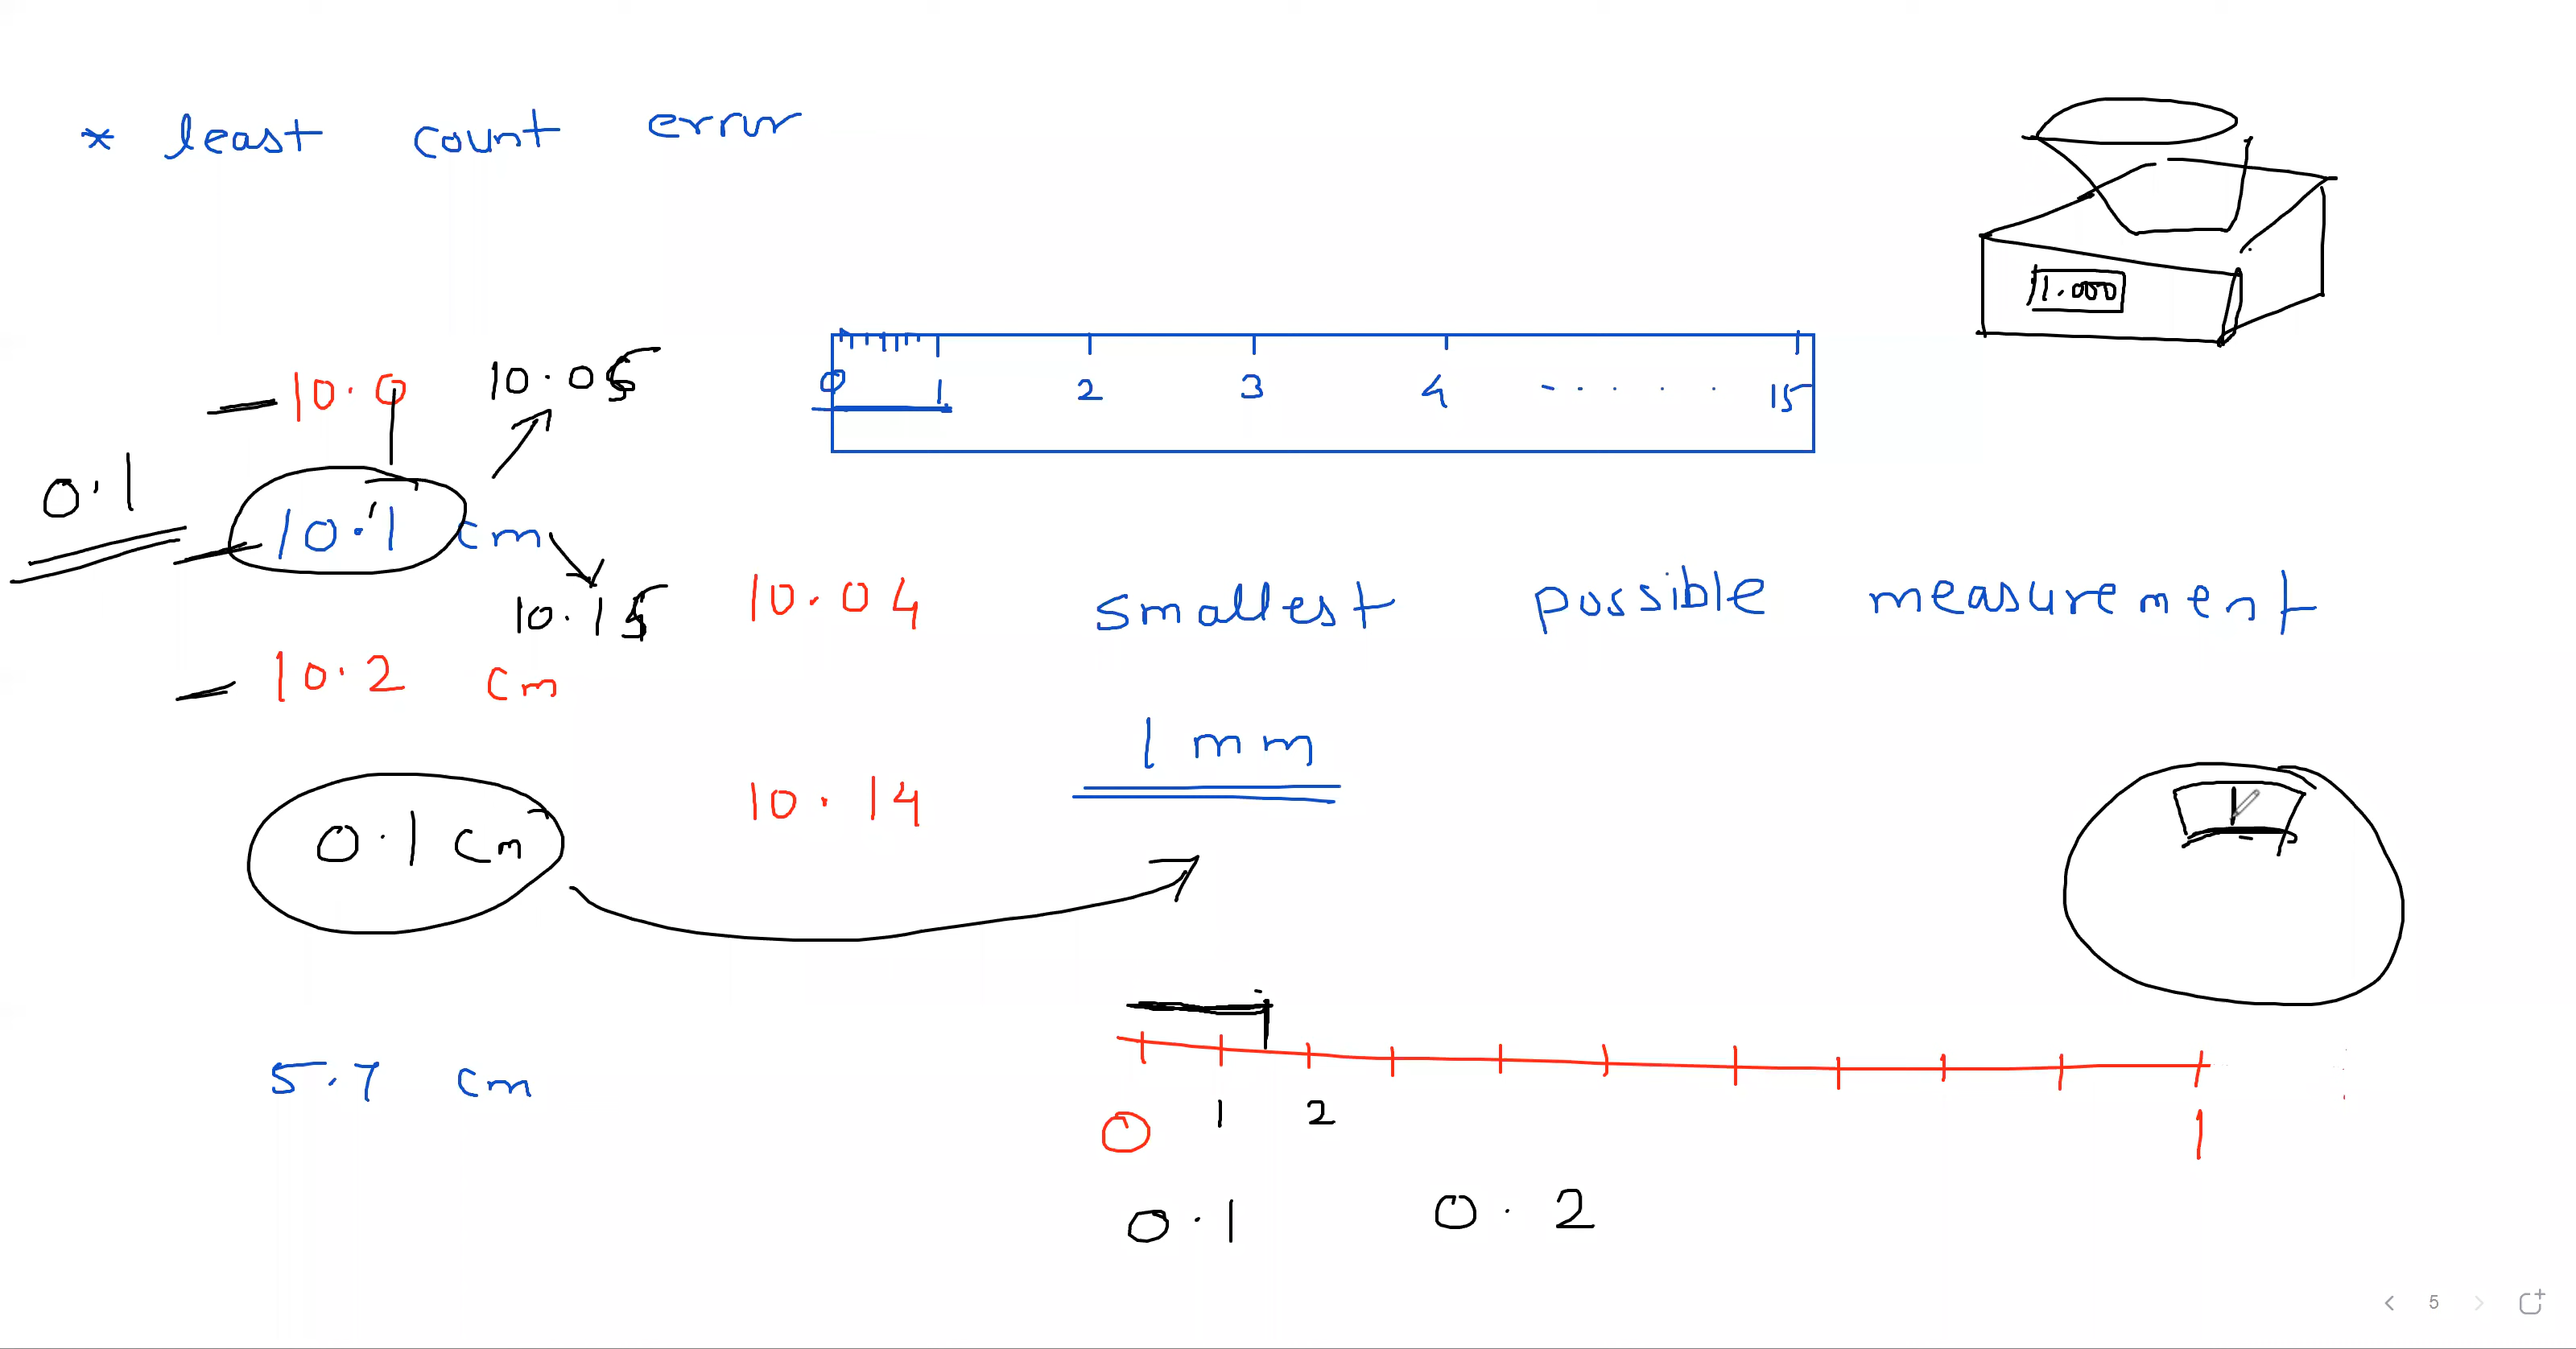 * least count error
11.000
10.0 10.05
0 1 2 3 4 - . . . . . 15
0.1
10.1 cm
10.15 10.04 smallest possible measurement
10.2 cm
1 mm
10.14
0.1 cm
5.7 cm
1 2
0 1
0.1 0.2
5